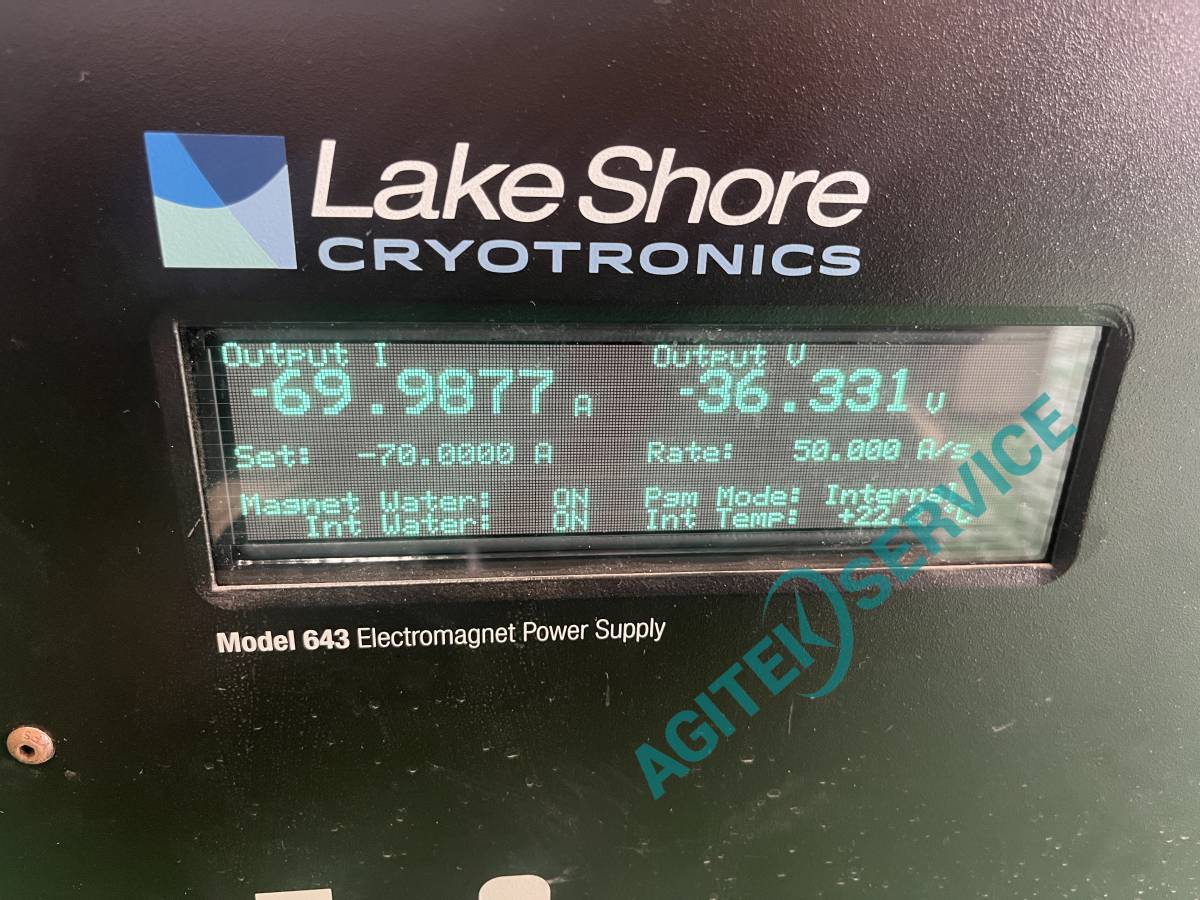 Lake Shore
CRYOTRONICS
Output I Output V
-69.9877 A -36.331 V
Set: -70.0000 A Rate: 50.000 A/s
Magnet Water: ON Pgm Mode:
Int Water: ON Int Temp:
Model 643 Electromagnet Power Supply
AGITEK SERVICE